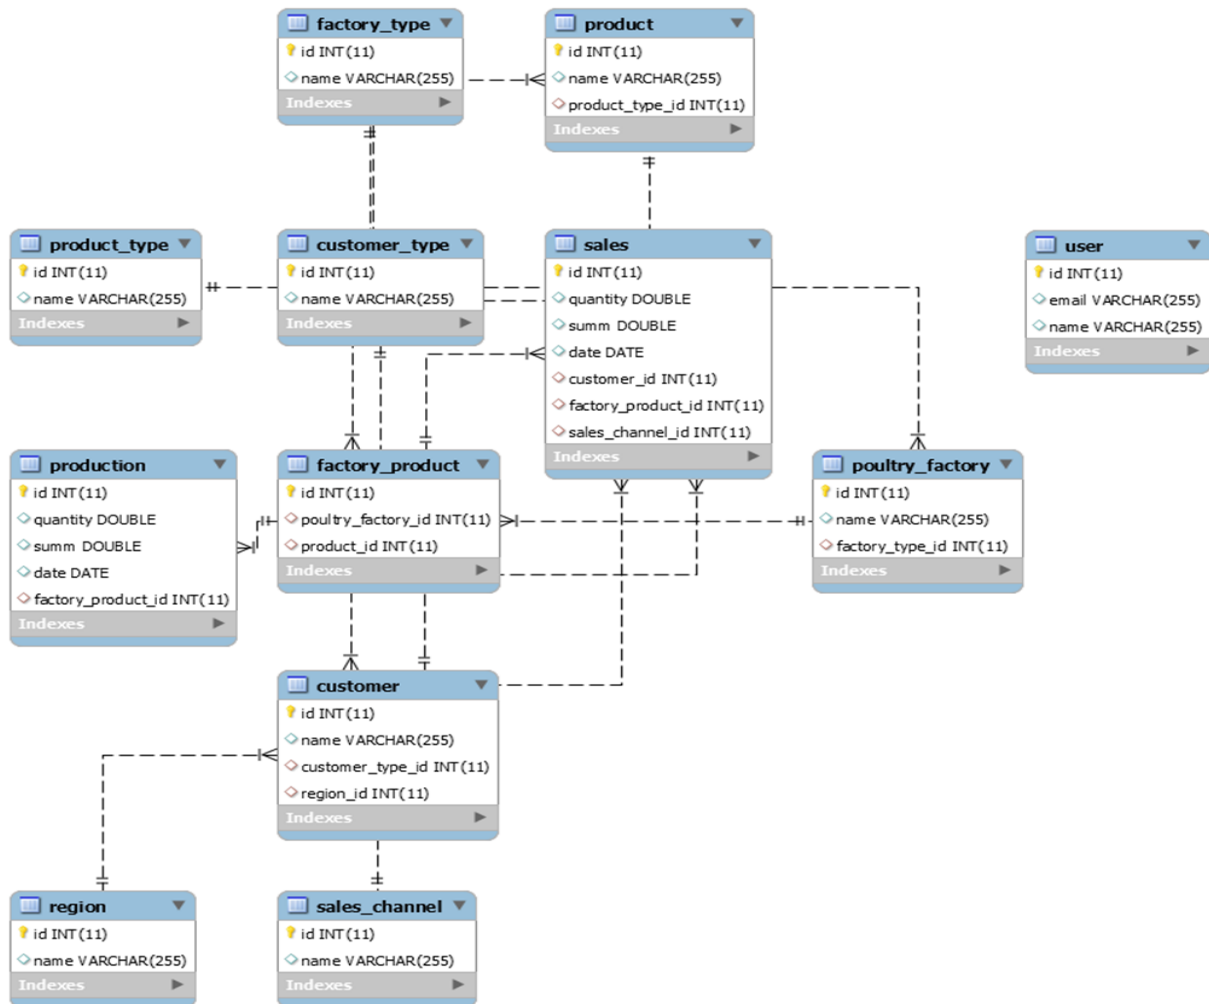 factory_type
id INT(11)
name VARCHAR(255)
Indexes
product
id INT(11)
name VARCHAR(255)
product_type_id INT(11)
Indexes
product_type
id INT(11)
name VARCHAR(255)
Indexes
customer_type
id INT(11)
name VARCHAR(255)
Indexes
sales
id INT(11)
quantity DOUBLE
summ DOUBLE
date DATE
customer_id INT(11)
factory_product_id INT(11)
sales_channel_id INT(11)
Indexes
user
id INT(11)
email VARCHAR(255)
name VARCHAR(255)
Indexes
production
id INT(11)
quantity DOUBLE
summ DOUBLE
date DATE
factory_product_id INT(11)
Indexes
factory_product
id INT(11)
poultry_factory_id INT(11)
product_id INT(11)
Indexes
poultry_factory
id INT(11)
name VARCHAR(255)
factory_type_id INT(11)
Indexes
customer
id INT(11)
name VARCHAR(255)
customer_type_id INT(11)
region_id INT(11)
Indexes
region
id INT(11)
name VARCHAR(255)
Indexes
sales_channel
id INT(11)
name VARCHAR(255)
Indexes